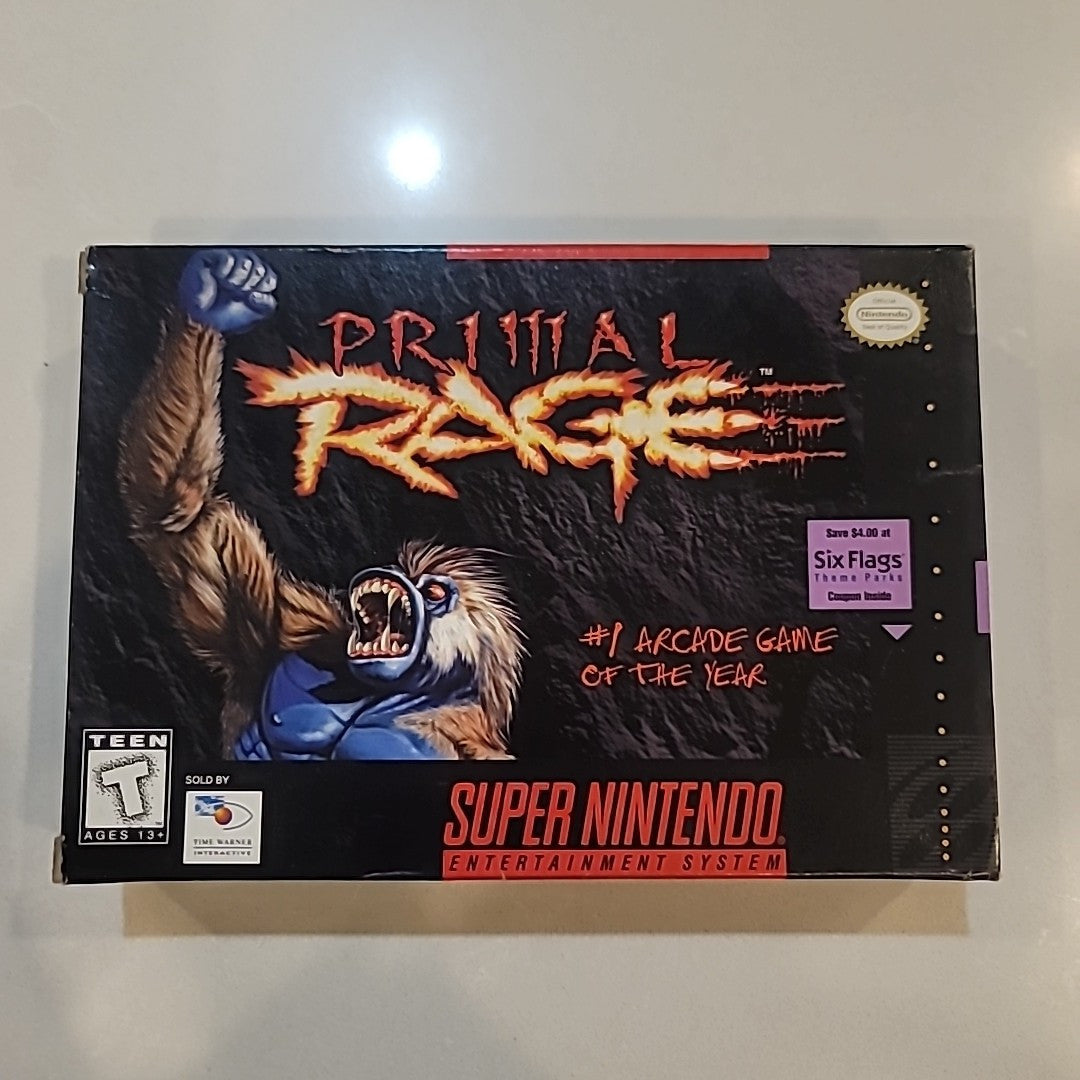 PRIMAL
RAGE™
Official
Nintendo
Seal of Quality
Save $4.00 at
Six Flags
Theme Parks
Coupon Inside
#1 ARCADE GAME
OF THE YEAR
TEEN
T
AGES 13+
SOLD BY
TIME WARNER
INTERACTIVE
SUPER NINTENDO
ENTERTAINMENT SYSTEM